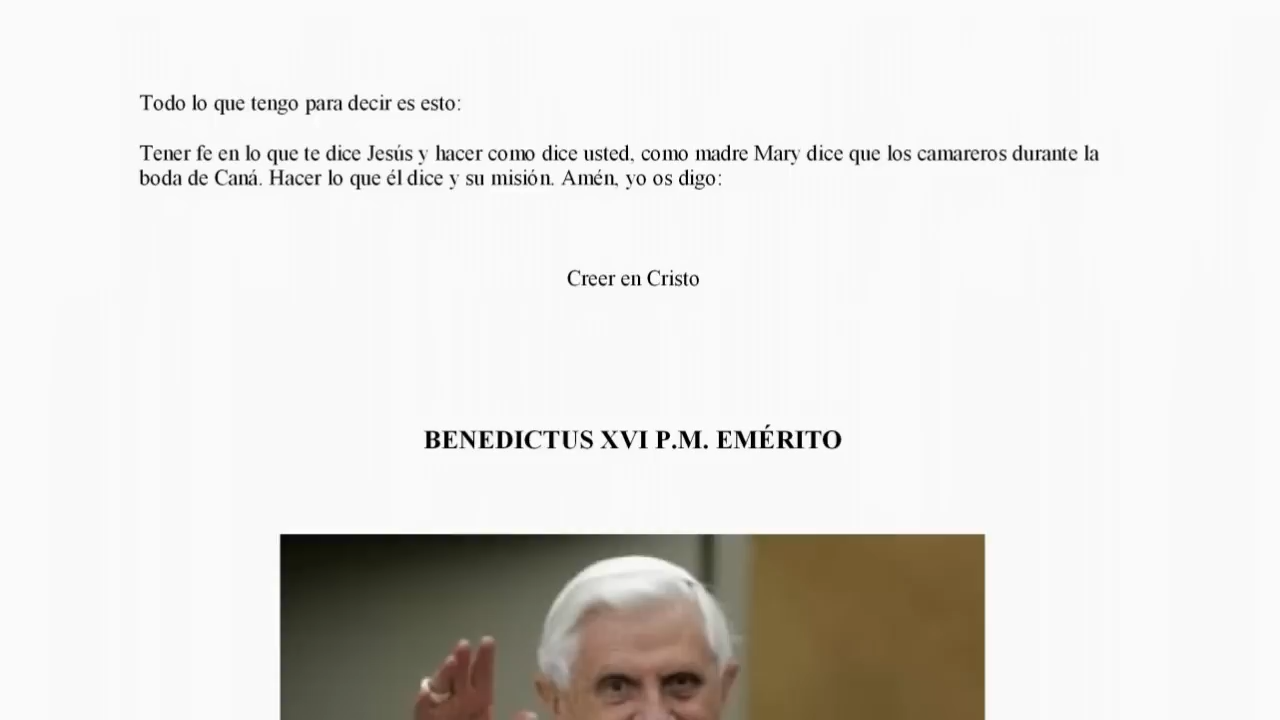 Todo lo que tengo para decir es esto:
Tener fe en lo que te dice Jesús y hacer como dice usted, como madre Mary dice que los camareros durante la
boda de Caná. Hacer lo que él dice y su misión. Amén, yo os digo:
Creer en Cristo
BENEDICTUS XVI P.M. EMÉRITO